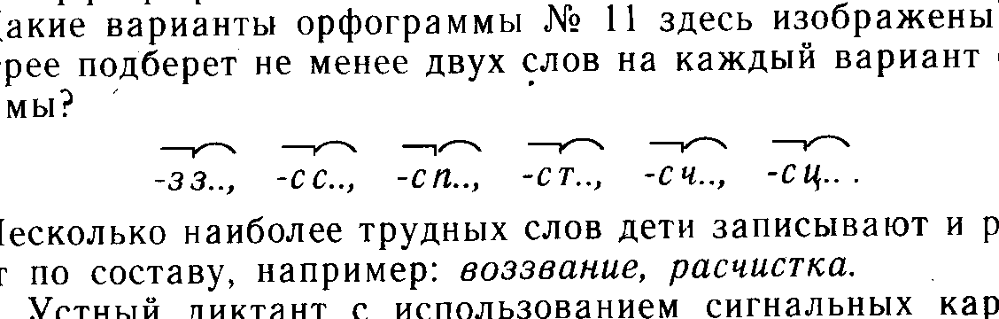 акие варианты орфограммы № 11 здесь изображены
рее подберет не менее двух слов на каждый вариант
мы?
-зз.., -сс.., -сп.., -ст.., -сч.., -сц.. .
есколько наиболее трудных слов дети записывают и р
т по составу, например: воззвание, расчистка.
Устный диктант с использованием сигнальных кар